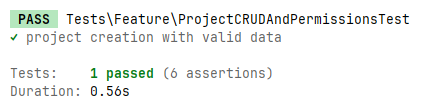 PASS Tests\Feature\ProjectCRUDAndPermissionsTest
✓ project creation with valid data
Tests: 1 passed (6 assertions)
Duration: 0.56s